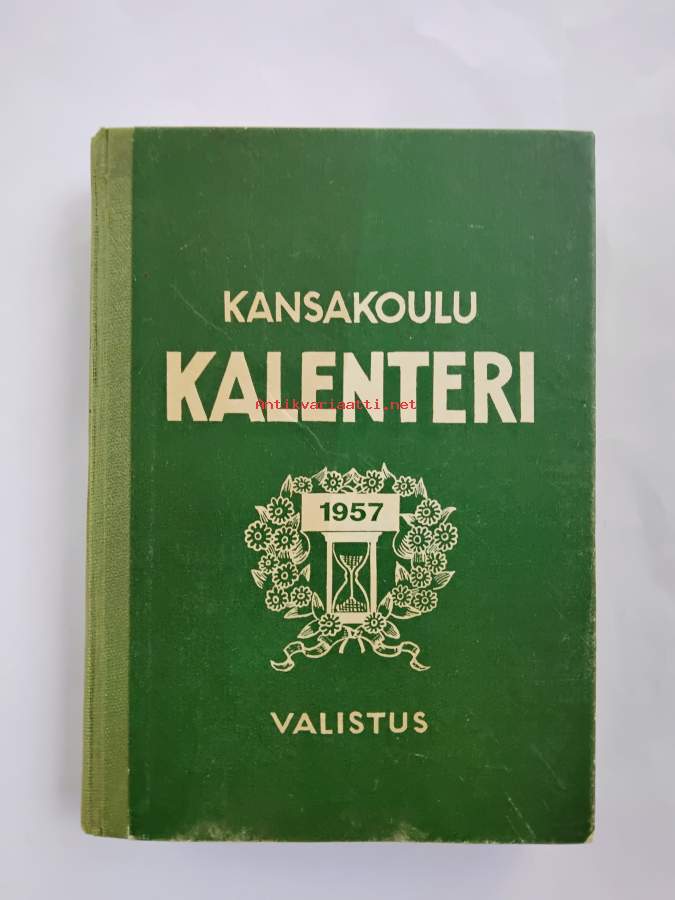 KANSAKOULU
KALENTERI
Antikvariaatti.net
1957
VALISTUS